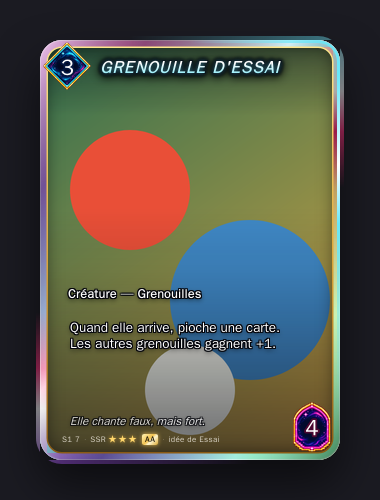 3
GRENOUILLE D'ESSAI
Créature — Grenouilles
Quand elle arrive, pioche une carte.
Les autres grenouilles gagnent +1.
Elle chante faux, mais fort.
S1 7 · SSR ★★★ AA idée de Essai
4